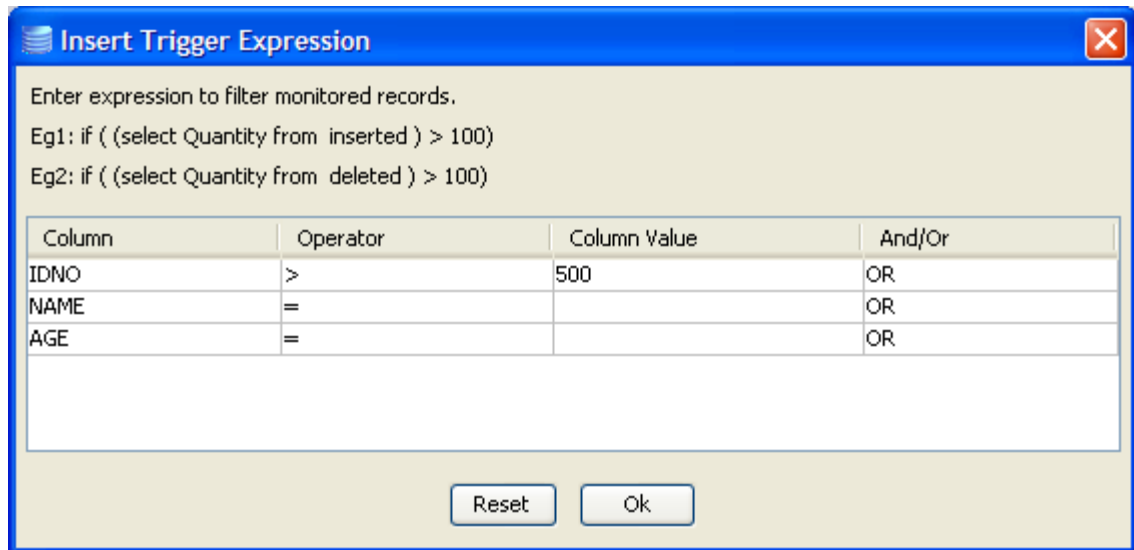 Insert Trigger Expression
Enter expression to filter monitored records.
Eg1: if ( (select Quantity from  inserted ) > 100)
Eg2: if ( (select Quantity from  deleted ) > 100)
Column Operator Column Value And/Or
IDNO > 500 OR
NAME = OR
AGE = OR
Reset Ok